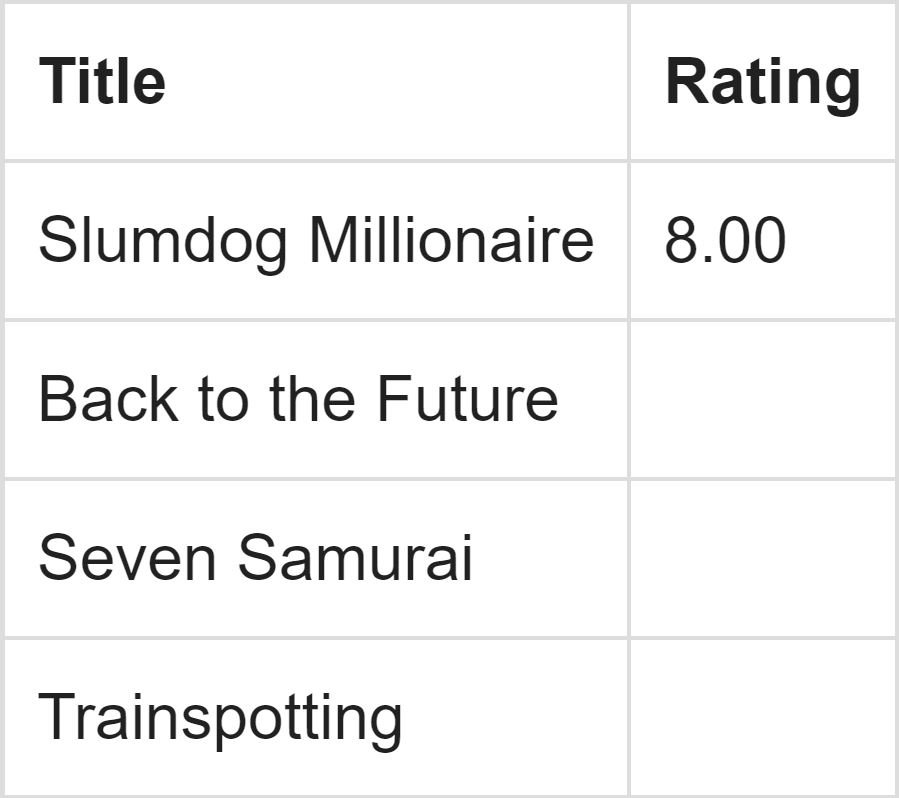 Title Rating
Slumdog Millionaire 8.00
Back to the Future
Seven Samurai
Trainspotting